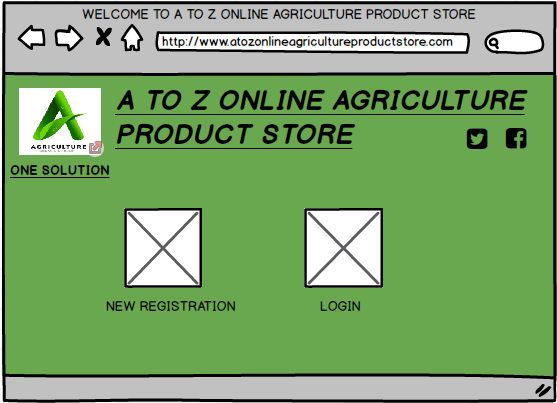 WELCOME TO A TO Z ONLINE AGRICULTURE PRODUCT STORE
http://www.atozonlineagricultureproductstore.com
A TO Z ONLINE AGRICULTURE
PRODUCT STORE
AGRICULTURE
ONE SOLUTION
NEW REGISTRATION
LOGIN